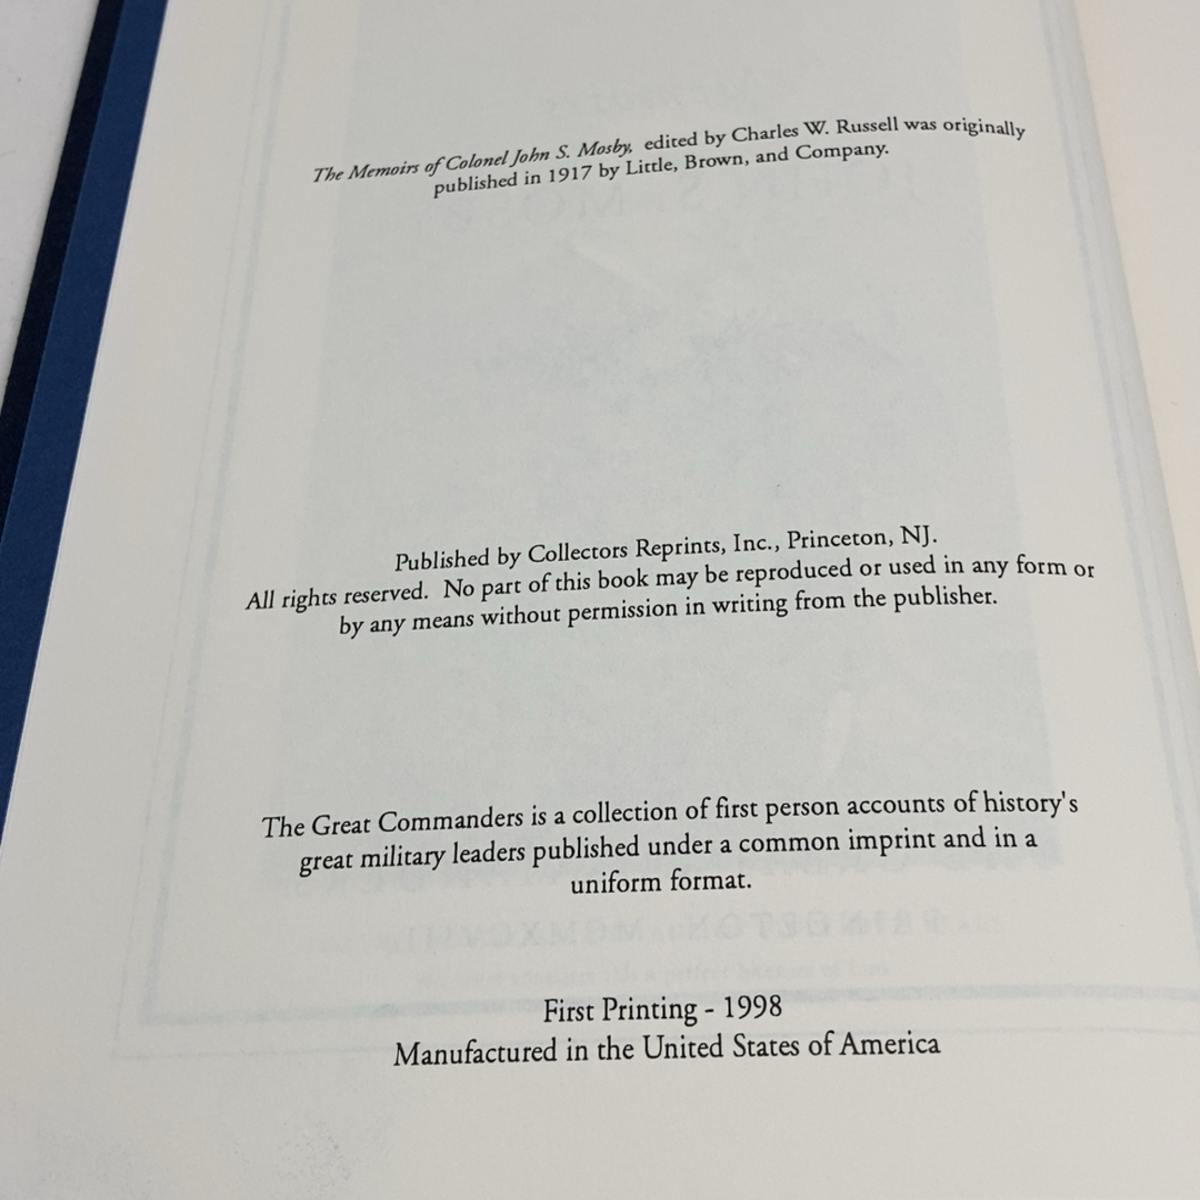 The Memoirs of Colonel John S. Mosby, edited by Charles W. Russell was originally
published in 1917 by Little, Brown, and Company.
Published by Collectors Reprints, Inc., Princeton, NJ.
All rights reserved. No part of this book may be reproduced or used in any form or
by any means without permission in writing from the publisher.
The Great Commanders is a collection of first person accounts of history's
great military leaders published under a common imprint and in a
uniform format.
First Printing - 1998
Manufactured in the United States of America